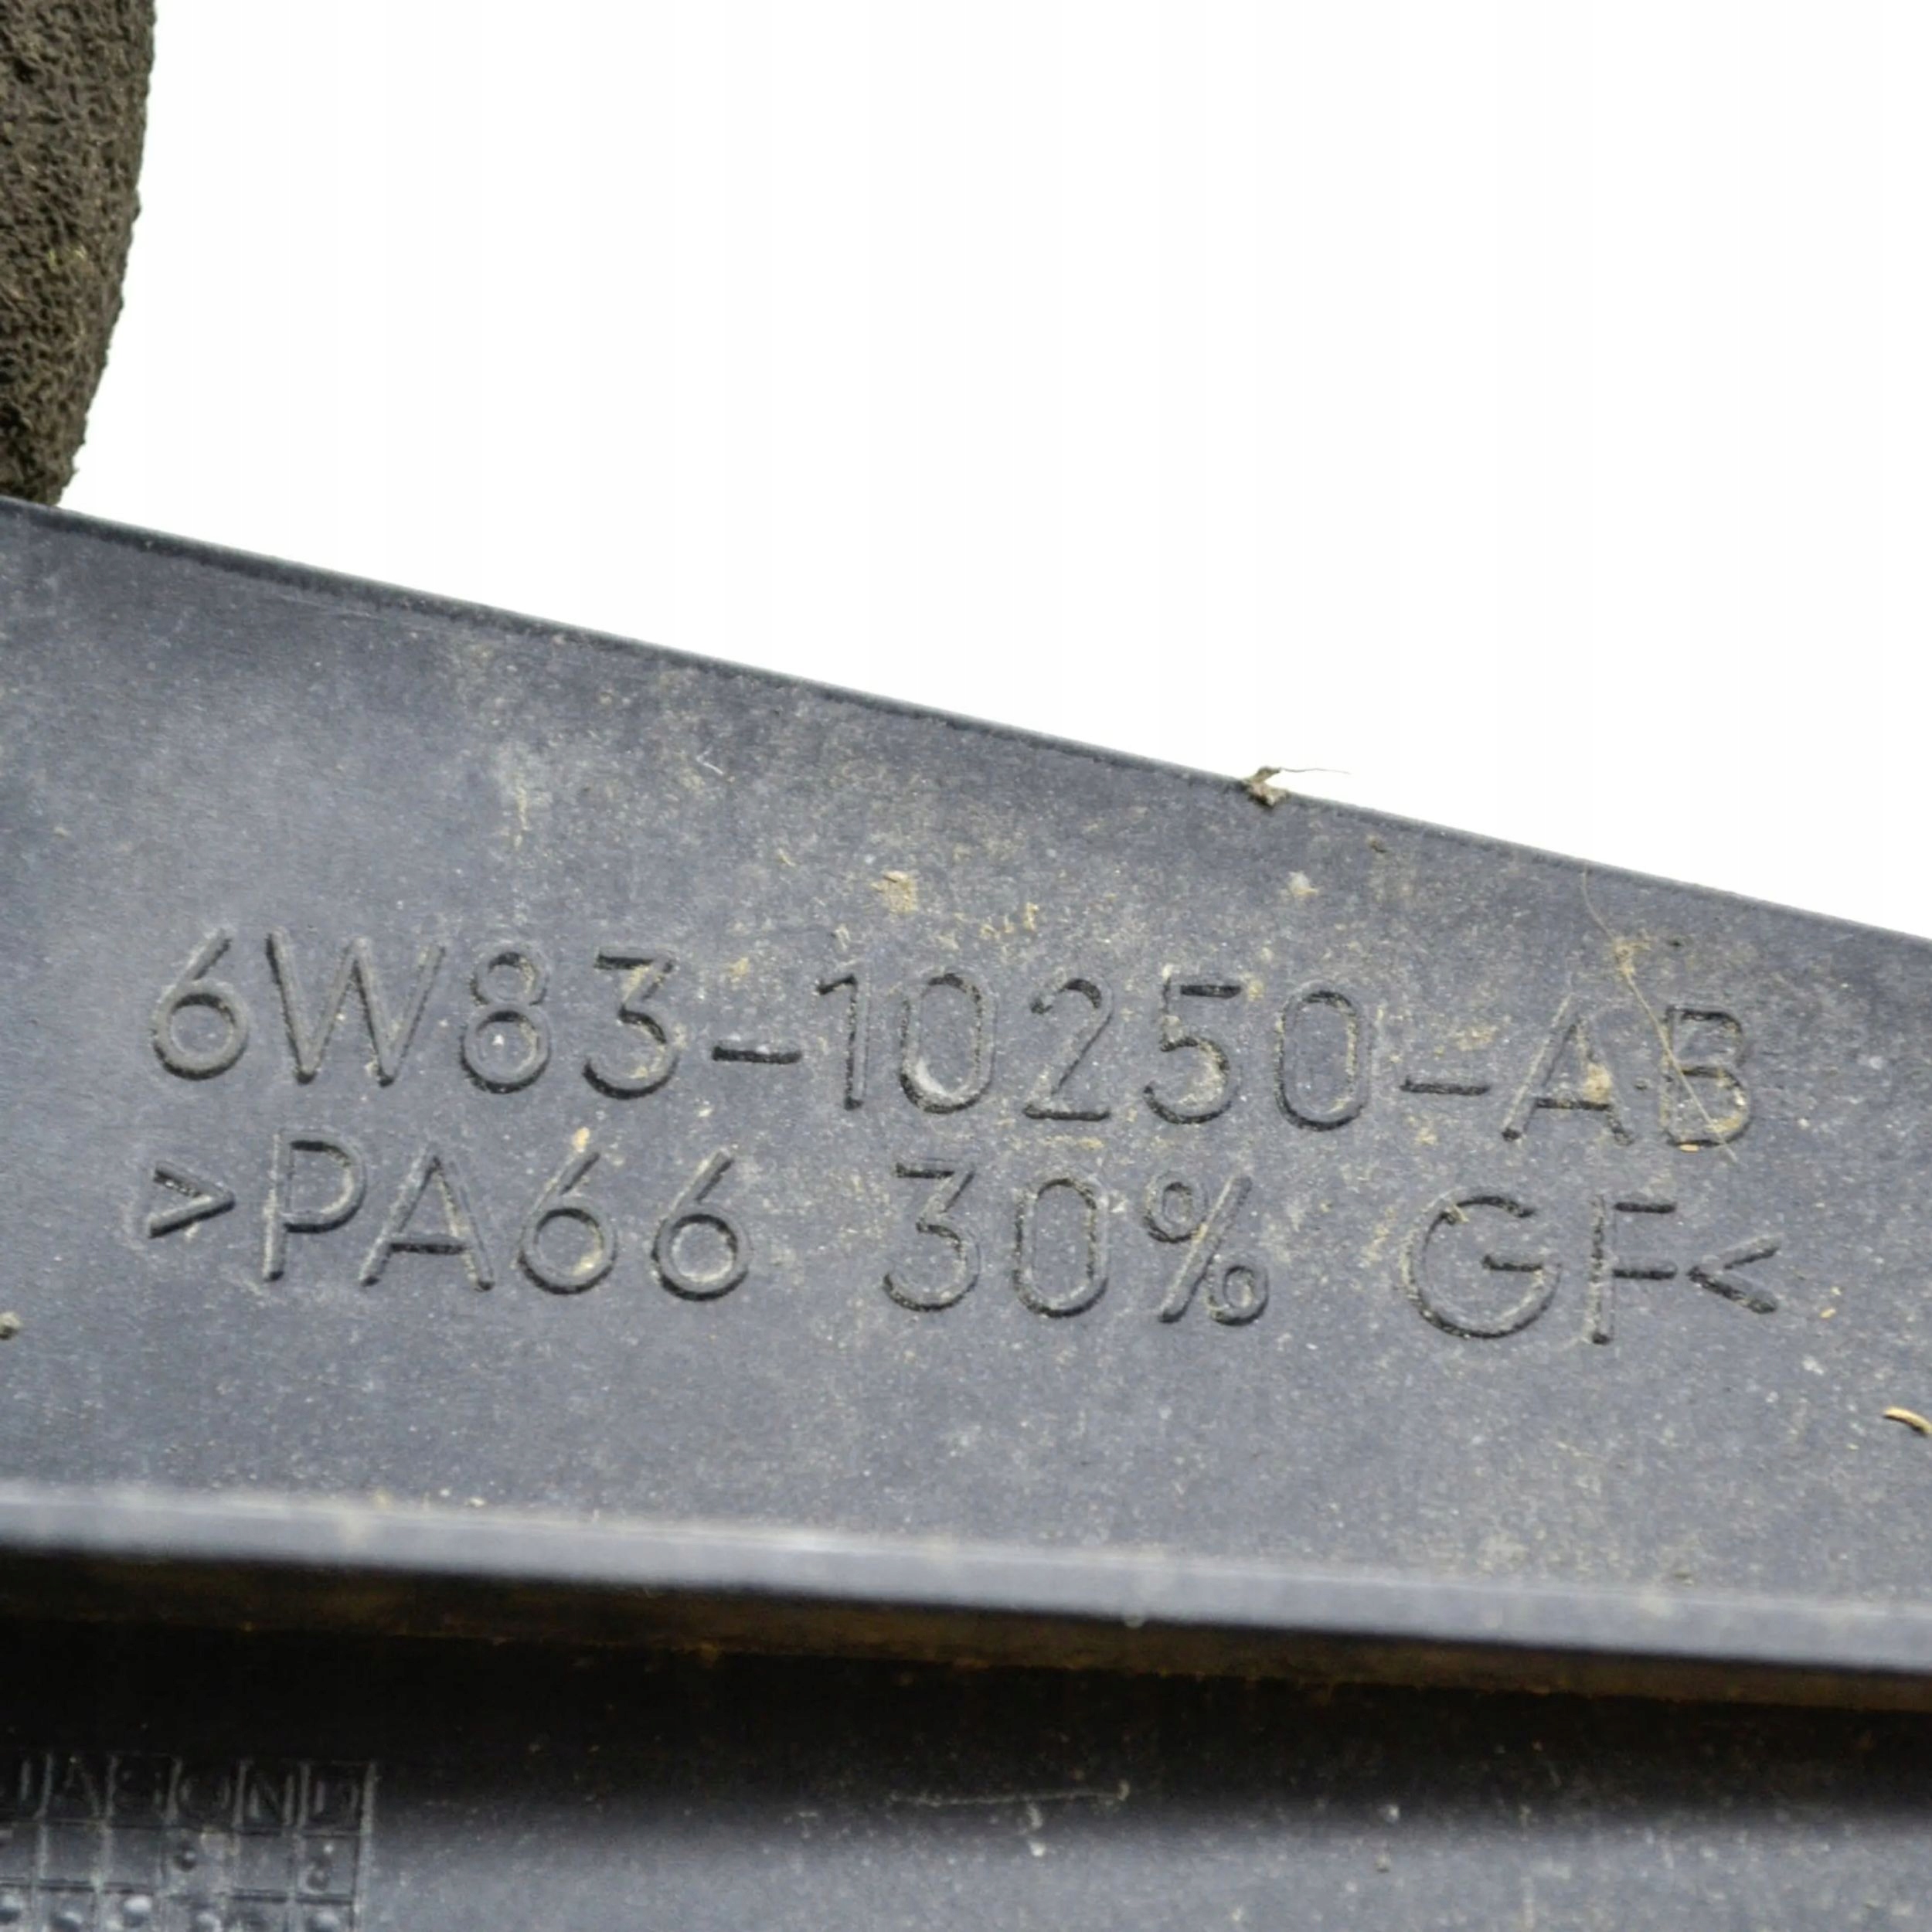 6W83-10250-AB
>PA66 30% GF<
J A S O N D